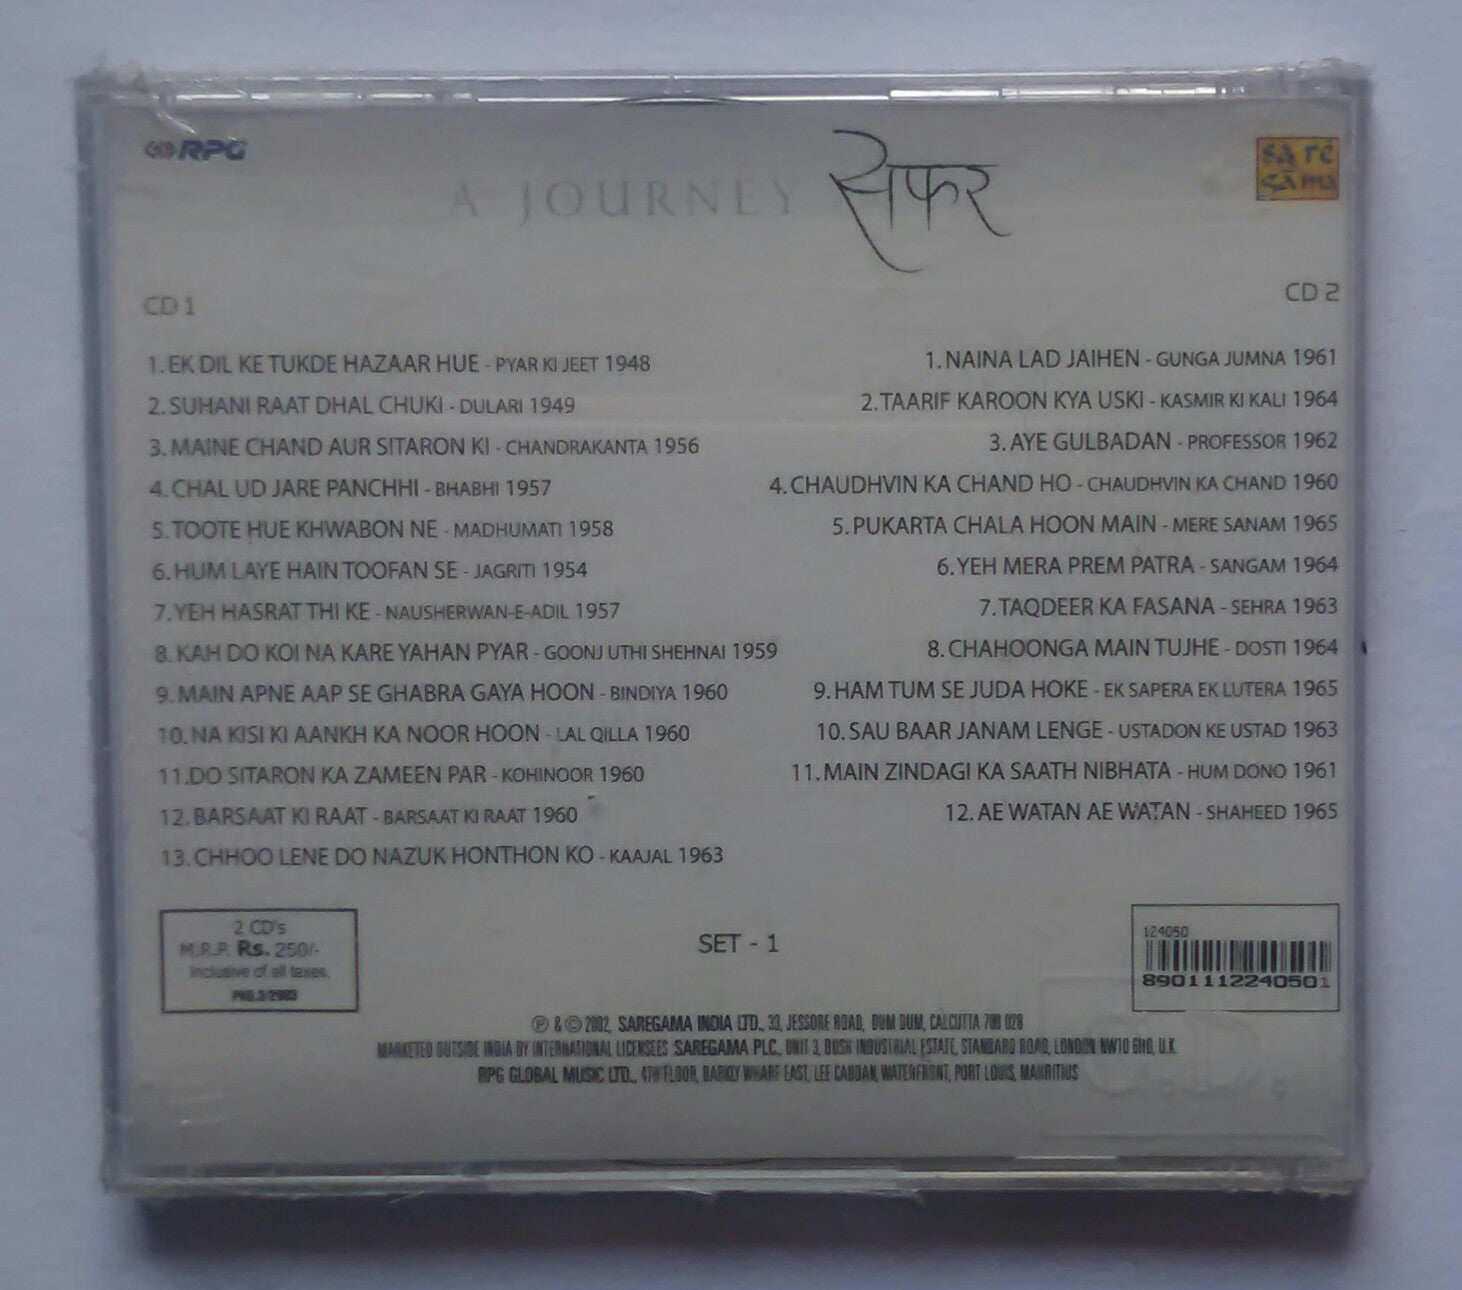 RPG
A JOURNEY सफर
sa re ga ma
CD 1
1. EK DIL KE TUKDE HAZAAR HUE - PYAR KI JEET 1948
2. SUHANI RAAT DHAL CHUKI - DULARI 1949
3. MAINE CHAND AUR SITARON KI - CHANDRAKANTA 1956
4. CHAL UD JARE PANCHHI - BHABHI 1957
5. TOOTE HUE KHWABON NE - MADHUMATI 1958
6. HUM LAYE HAIN TOOFAN SE - JAGRITI 1954
7. YEH HASRAT THI KE - NAUSHERWAN-E-ADIL 1957
8. KAH DO KOI NA KARE YAHAN PYAR - GOONJ UTHI SHEHNAI 1959
9. MAIN APNE AAP SE GHABRA GAYA HOON - BINDIYA 1960
10. NA KISI KI AANKH KA NOOR HOON - LAL QILLA 1960
11. DO SITARON KA ZAMEEN PAR - KOHINOOR 1960
12. BARSAAT KI RAAT - BARSAAT KI RAAT 1960
13. CHHOO LENE DO NAZUK HONTHON KO - KAAJAL 1963
CD 2
1. NAINA LAD JAIHEN - GUNGA JUMNA 1961
2. TAARIF KAROON KYA USKI - KASMIR KI KALI 1964
3. AYE GULBADAN - PROFESSOR 1962
4. CHAUDHVIN KA CHAND HO - CHAUDHVIN KA CHAND 1960
5. PUKARTA CHALA HOON MAIN - MERE SANAM 1965
6. YEH MERA PREM PATRA - SANGAM 1964
7. TAQDEER KA FASANA - SEHRA 1963
8. CHAHOONGA MAIN TUJHE - DOSTI 1964
9. HAM TUM SE JUDA HOKE - EK SAPERA EK LUTERA 1965
10. SAU BAAR JANAM LENGE - USTADON KE USTAD 1963
11. MAIN ZINDAGI KA SAATH NIBHATA - HUM DONO 1961
12. AE WATAN AE WATAN - SHAHEED 1965
2 CD's
M.R.P. Rs. 250/-
Inclusive of all taxes.
PKD.3/2003
SET - 1
124050
8901112240501
℗ & © 2002, SAREGAMA INDIA LTD., 33, JESSORE ROAD, DUM DUM, CALCUTTA 700 028
MARKETED OUTSIDE INDIA BY INTERNATIONAL LICENSEES SAREGAMA PLC., UNIT 3, BUSH INDUSTRIAL ESTATE, STANDARD ROAD, LONDON NW10 6HD, U.K.
RPG GLOBAL MUSIC LTD., 4TH FLOOR, BARKLY WHARF EAST, LEE CAUDAN, WATERFRONT, PORT LOUIS, MAURITIUS